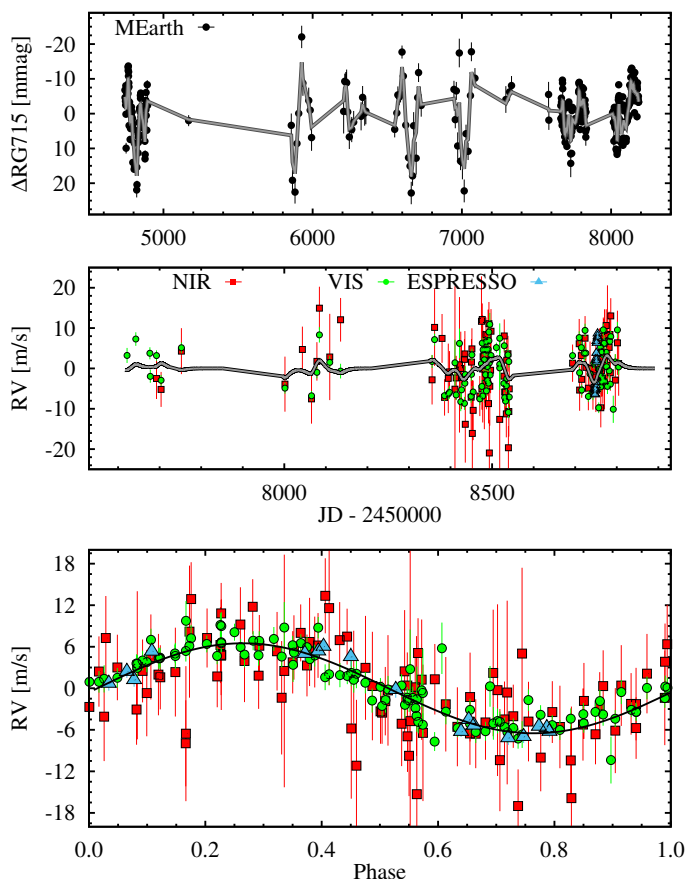 MEarth
ΔRG715 [mmag]
-20
-10
0
10
20
5000 6000 7000 8000
NIR VIS ESPRESSO
RV [m/s]
20
10
0
-10
-20
8000 8500
JD - 2450000
RV [m/s]
18
12
6
0
-6
-12
-18
0.0 0.2 0.4 0.6 0.8 1.0
Phase